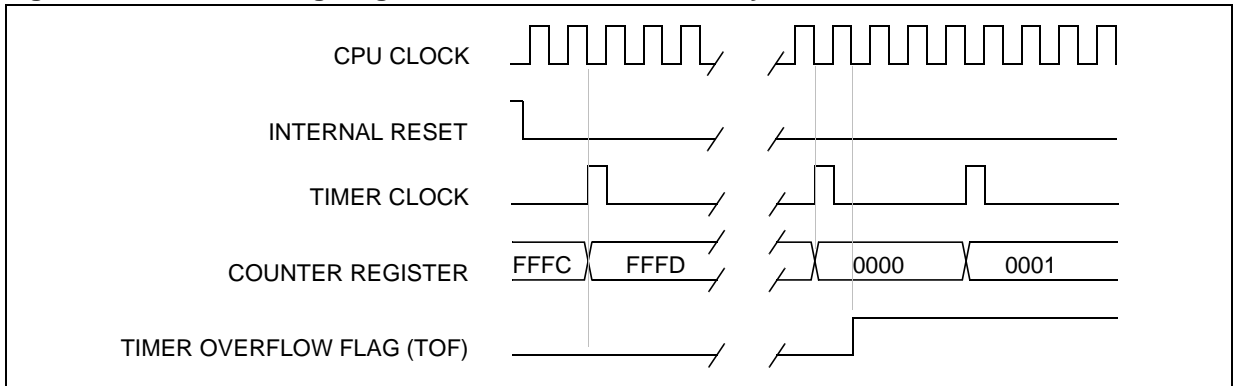 CPU CLOCK
INTERNAL RESET
TIMER CLOCK
COUNTER REGISTER
FFFC FFFD 0000 0001
TIMER OVERFLOW FLAG (TOF)